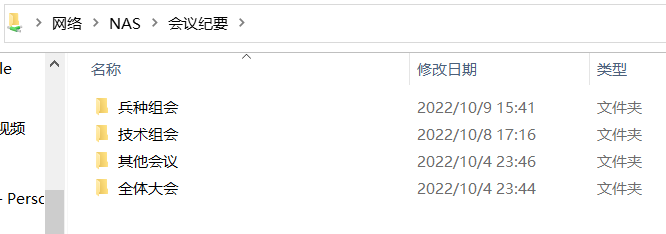 网络 > NAS > 会议纪要 >
le 名称 修改日期 类型
兵种组会 2022/10/9 15:41 文件夹
视频 技术组会 2022/10/8 17:16 文件夹
其他会议 2022/10/4 23:46 文件夹
全体大会 2022/10/4 23:44 文件夹
- Persc